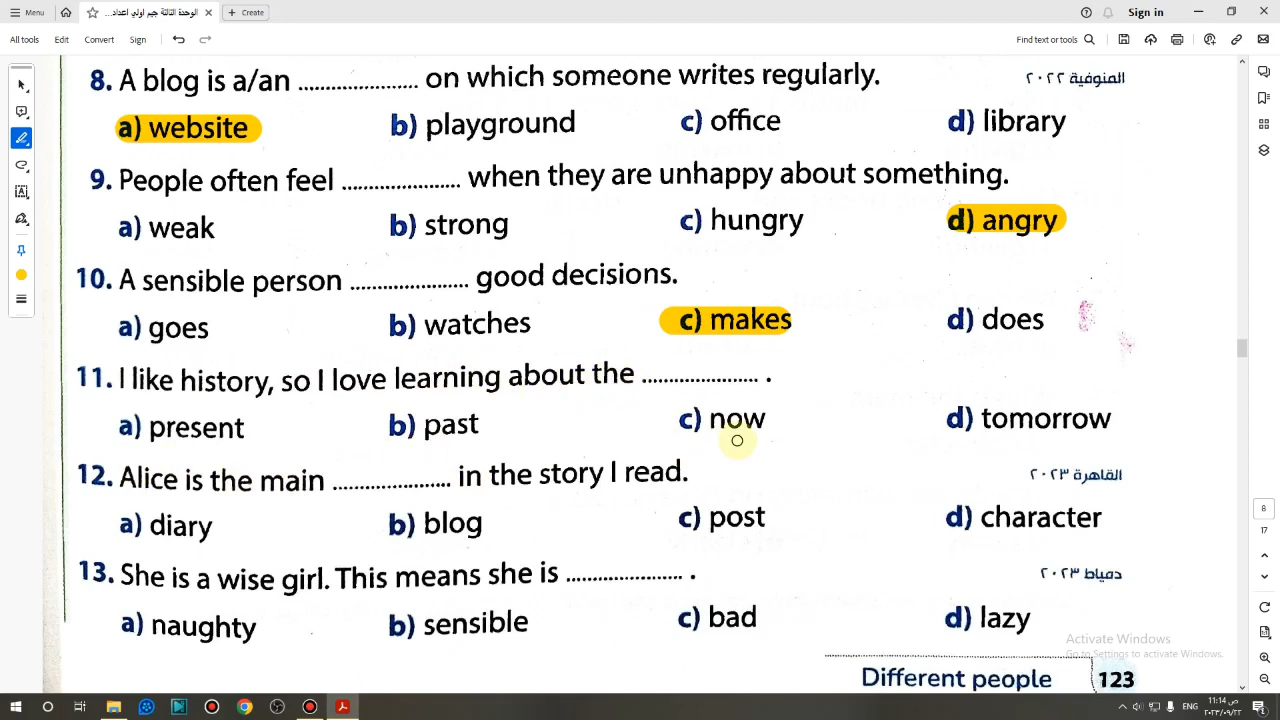 Menu
الوحدة الثالثة جيم اولي اعداد...
Create
Sign in
All tools Edit Convert Sign
Find text or tools
8. A blog is a/an .................... on which someone writes regularly. المنوفية ٢٠٢٢
a) website b) playground c) office d) library
9. People often feel .................... when they are unhappy about something.
a) weak b) strong c) hungry d) angry
10. A sensible person .................... good decisions.
a) goes b) watches c) makes d) does
11. I like history, so I love learning about the .................... .
a) present b) past c) now d) tomorrow
12. Alice is the main .................... in the story I read. القاهرة ٢٠٢٣
a) diary b) blog c) post d) character
13. She is a wise girl. This means she is .................... . دمياط ٢٠٢٣
a) naughty b) sensible c) bad d) lazy
8
17
Activate Windows
Go to Settings to activate Windows.
Different people 123
ENG
ص 11:14
٢٠٢٣/٠٩/٢٢